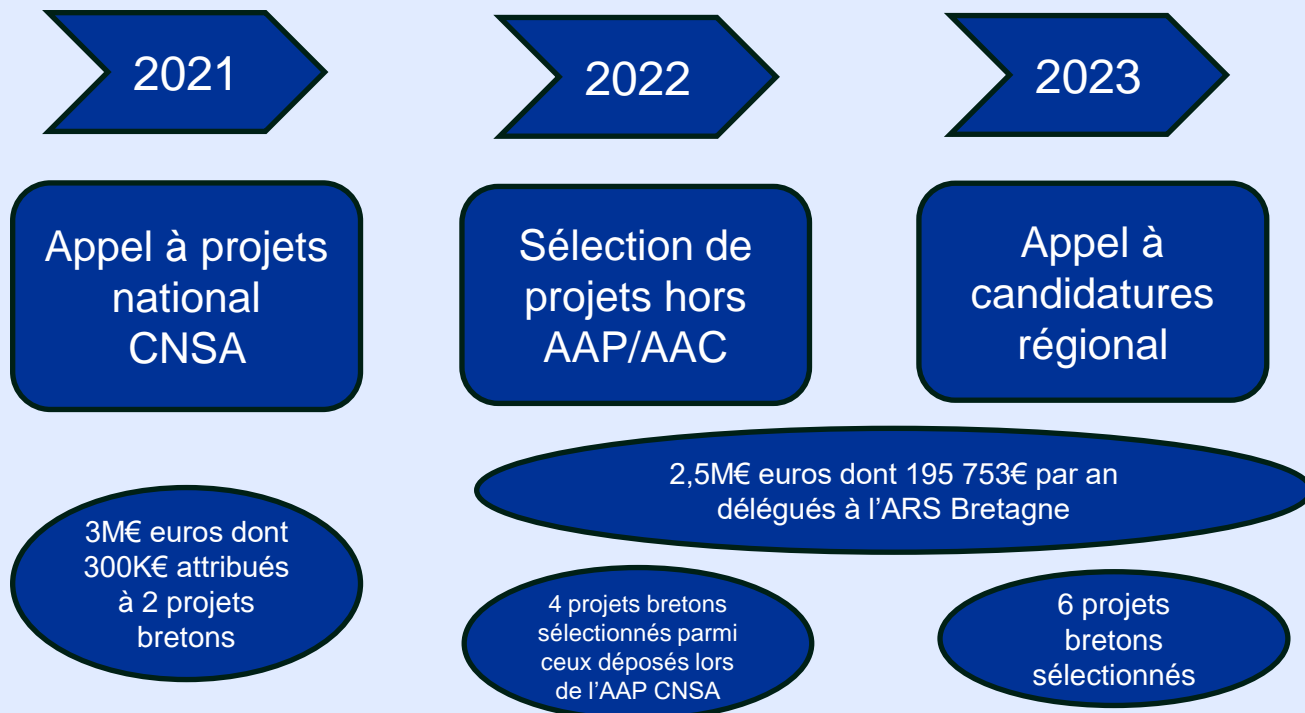 2021
2022
2023
Appel à projets
national
CNSA
Sélection de
projets hors
AAP/AAC
Appel à
candidatures
régional
2,5M€ euros dont 195 753€ par an
délégués à l'ARS Bretagne
3M€ euros dont
300K€ attribués
à 2 projets
bretons
4 projets bretons
sélectionnés parmi
ceux déposés lors
de l'AAP CNSA
6 projets
bretons
sélectionnés